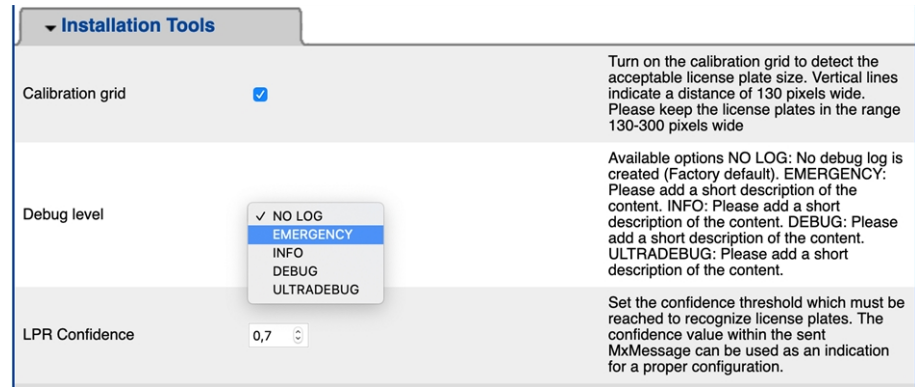 Installation Tools
Calibration grid
Turn on the calibration grid to detect the
acceptable license plate size. Vertical lines
indicate a distance of 130 pixels wide.
Please keep the license plates in the range
130-300 pixels wide
Debug level
✓ NO LOG
EMERGENCY
INFO
DEBUG
ULTRADEBUG
Available options NO LOG: No debug log is
created (Factory default). EMERGENCY:
Please add a short description of the
content. INFO: Please add a short
description of the content. DEBUG: Please
add a short description of the content.
ULTRADEBUG: Please add a short
description of the content.
LPR Confidence
0,7
Set the confidence threshold which must be
reached to recognize license plates. The
confidence value within the sent
MxMessage can be used as an indication
for a proper configuration.